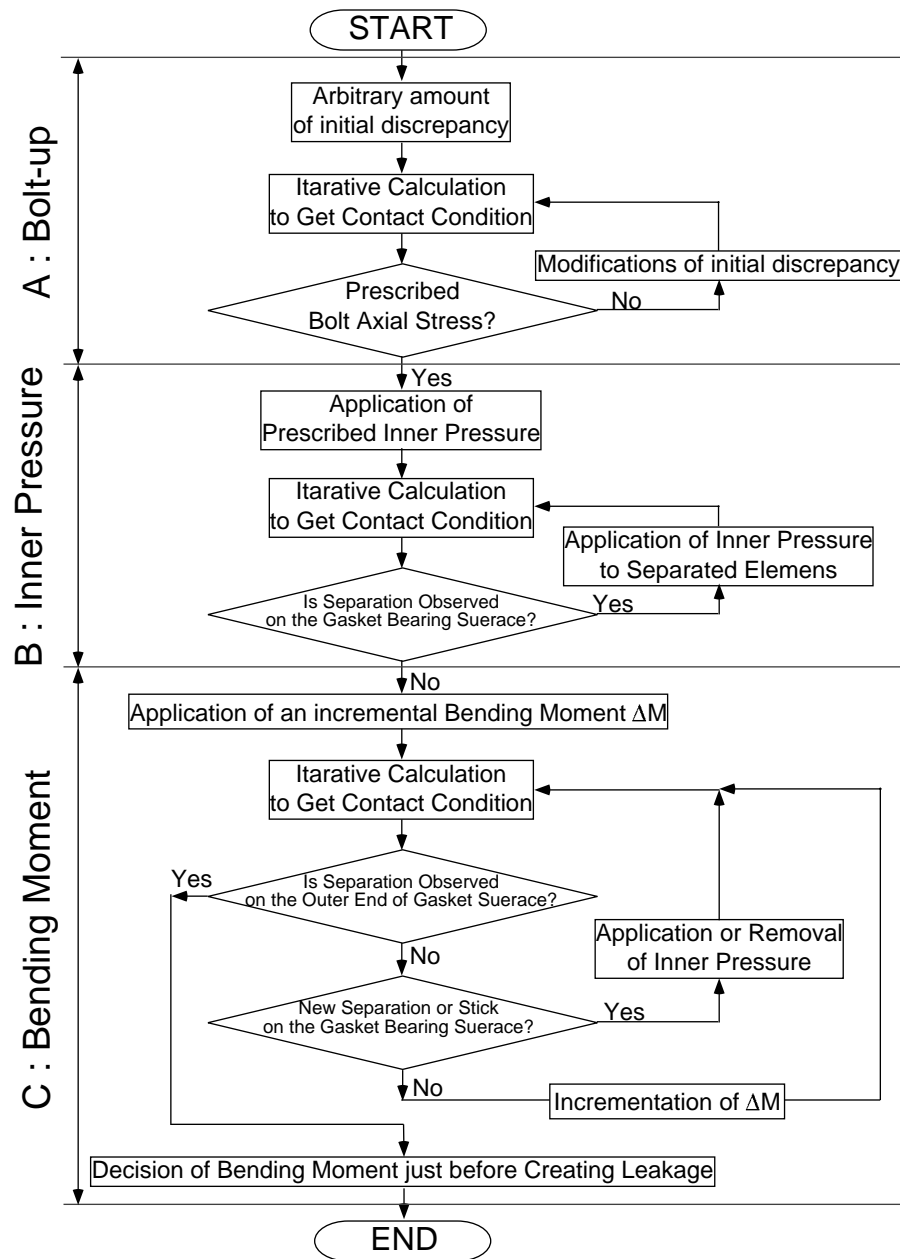 START
A : Bolt-up
Arbitrary amount
of initial discrepancy
Itarative Calculation
to Get Contact Condition
Modifications of initial discrepancy
Prescribed
Bolt Axial Stress?
No
Yes
B : Inner Pressure
Application of
Prescribed Inner Pressure
Itarative Calculation
to Get Contact Condition
Application of Inner Pressure
to Separated Elemens
Is Separation Observed
on the Gasket Bearing Suerace?
Yes
No
C : Bending Moment
Application of an incremental Bending Moment ΔM
Itarative Calculation
to Get Contact Condition
Yes
Is Separation Observed
on the Outer End of Gasket Suerace?
No
Application or Removal
of Inner Pressure
New Separation or Stick
on the Gasket Bearing Suerace?
Yes
No
Incrementation of ΔM
Decision of Bending Moment just before Creating Leakage
END